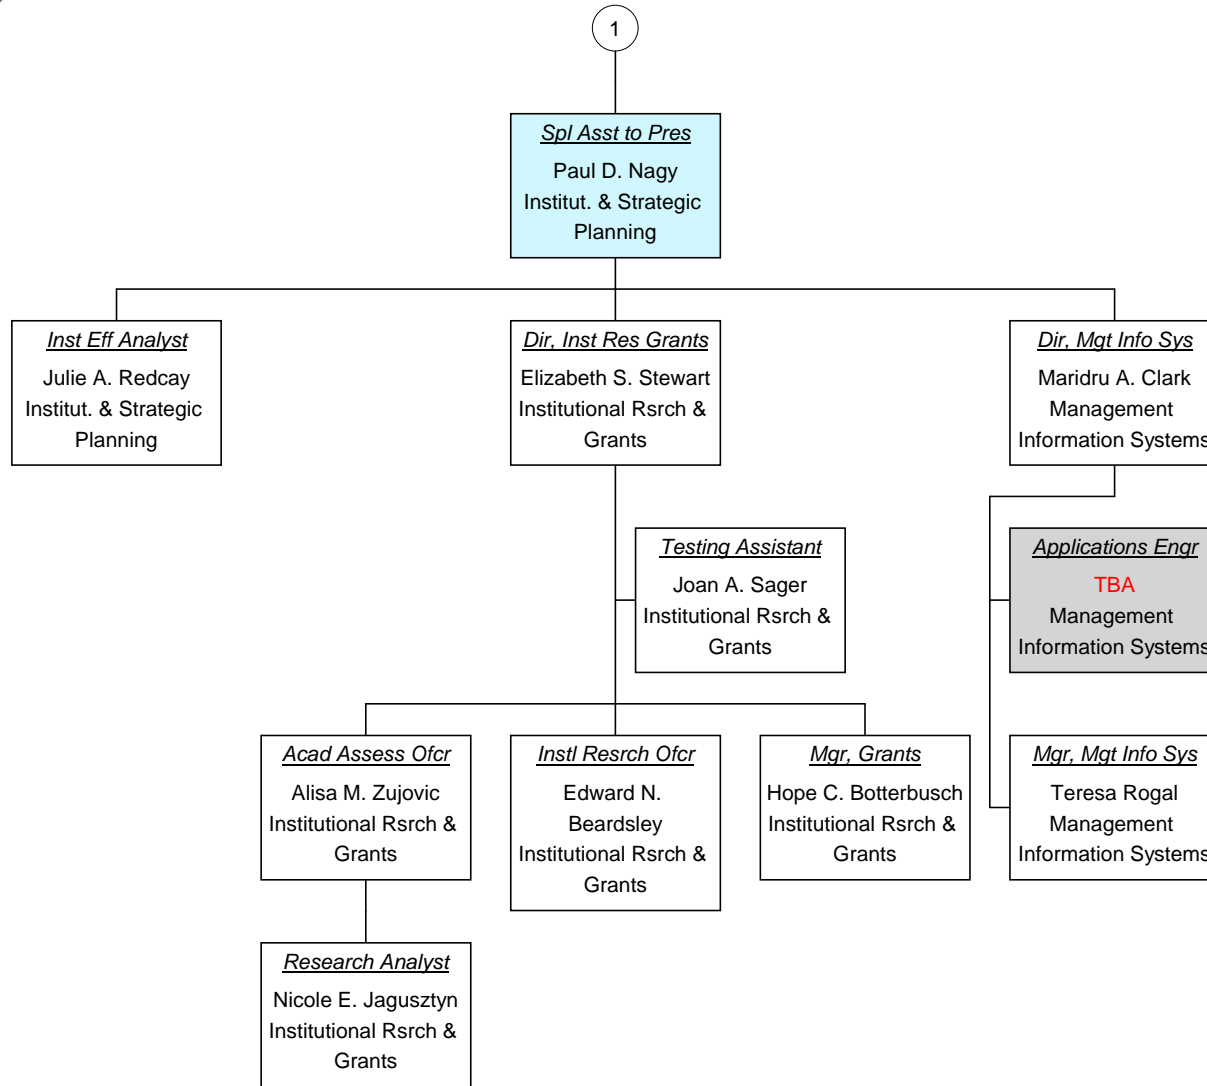 1
Spl Asst to Pres
Paul D. Nagy
Institut. & Strategic
Planning
Inst Eff Analyst
Julie A. Redcay
Institut. & Strategic
Planning
Dir, Inst Res Grants
Elizabeth S. Stewart
Institutional Rsrch &
Grants
Dir, Mgt Info Sys
Maridru A. Clark
Management
Information Systems
Testing Assistant
Joan A. Sager
Institutional Rsrch &
Grants
Applications Engr
TBA
Management
Information Systems
Acad Assess Ofcr
Alisa M. Zujovic
Institutional Rsrch &
Grants
Instl Resrch Ofcr
Edward N.
Beardsley
Institutional Rsrch &
Grants
Mgr, Grants
Hope C. Botterbusch
Institutional Rsrch &
Grants
Mgr, Mgt Info Sys
Teresa Rogal
Management
Information Systems
Research Analyst
Nicole E. Jagusztyn
Institutional Rsrch &
Grants